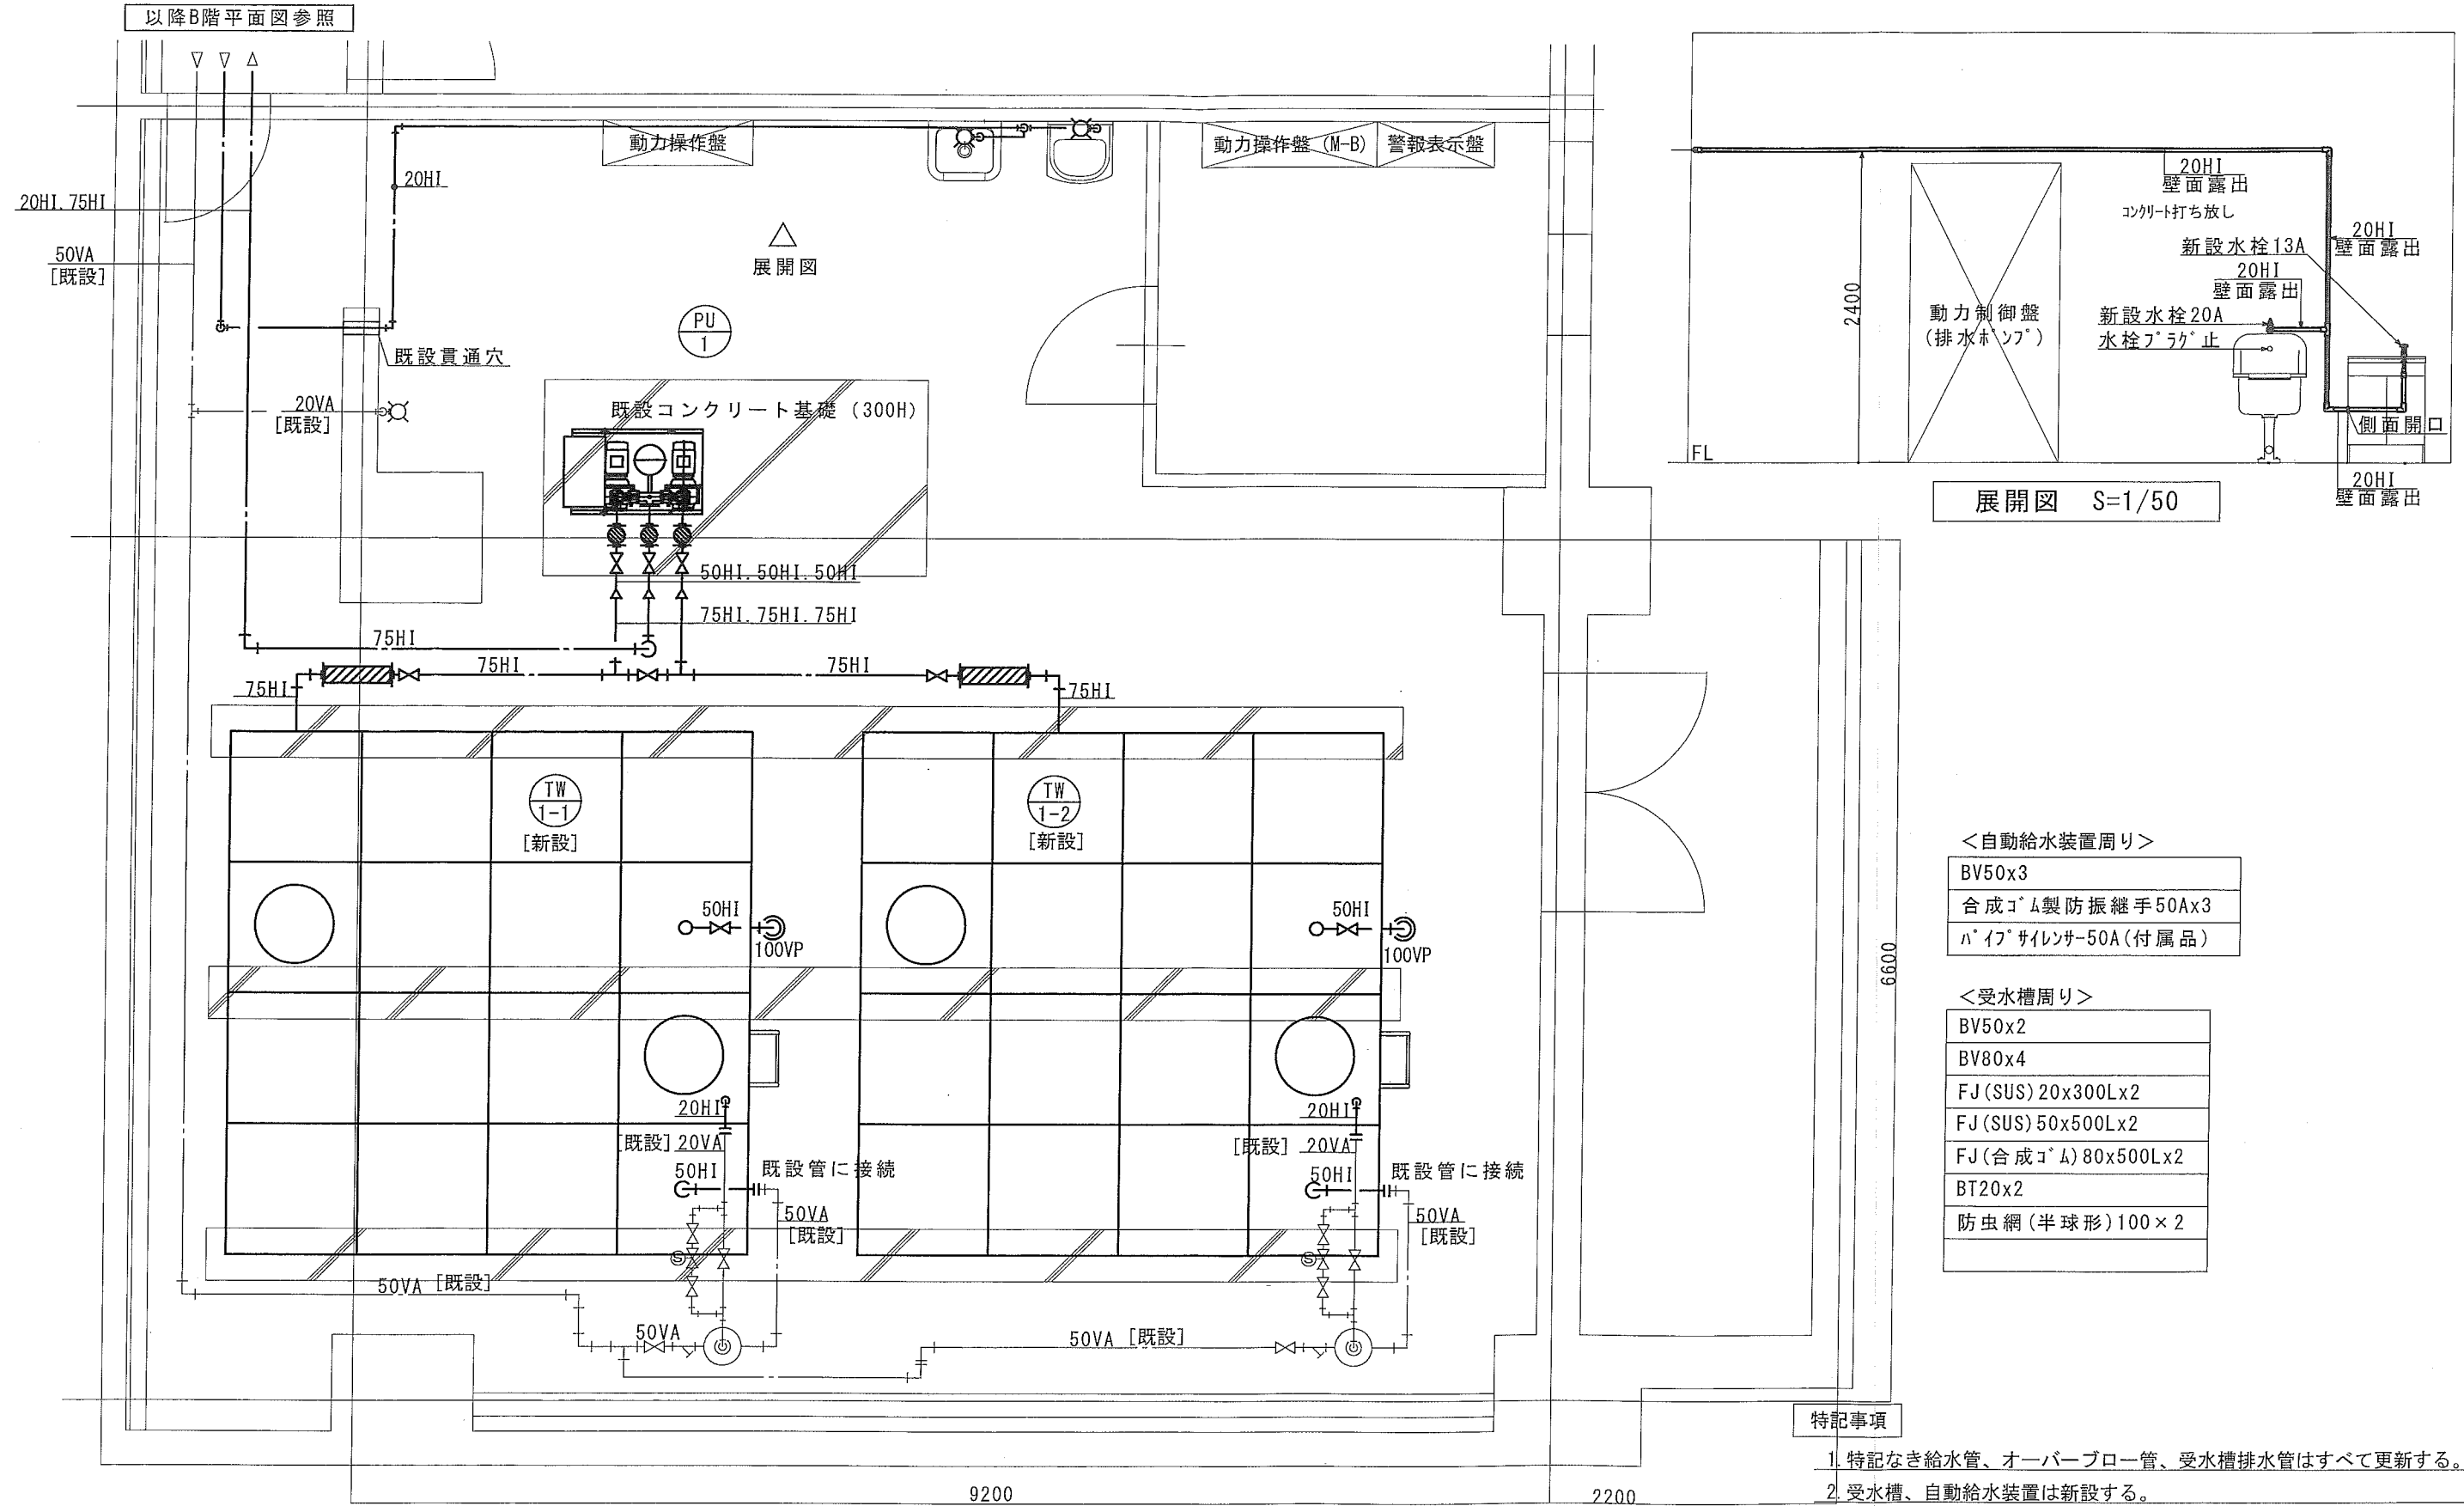 以降B階平面図参照
動力操作盤
動力操作盤(M-B)
警報表示盤
20HI
20HI.75HI
50VA
[既設]
展開図
PU
1
既設貫通穴
20VA
[既設]
既設コンクリート基礎(300H)
50HI.50HI.50HI
75HI.75HI.75HI
75HI
75HI
75HI
75HI
75HI
TW
1-1
[新設]
TW
1-2
[新設]
50HI
100VP
50HI
100VP
20HI
[既設]20VA
50HI
既設管に接続
50VA
[既設]
20HI
[既設] 20VA
50HI
既設管に接続
50VA
[既設]
50VA [既設]
50VA
50VA [既設]
S
S
9200
2200
6600
20HI
壁面露出
コンクリート打ち放し
20HI
壁面露出
新設水栓13A
20HI
壁面露出
新設水栓20A
水栓プラグ止
2400
動力制御盤
(排水ポンプ)
側面開口
FL
20HI
壁面露出
展開図 S=1/50
<自動給水装置周り>
BV50x3
合成ゴム製防振継手50Ax3
パイプサイレンサー50A(付属品)
<受水槽周り>
BV50x2
BV80x4
FJ(SUS)20x300Lx2
FJ(SUS)50x500Lx2
FJ(合成ゴム)80x500Lx2
BT20x2
防虫網(半球形)100×2
特記事項
1. 特記なき給水管、オーバーブロー管、受水槽排水管はすべて更新する。
2. 受水槽、自動給水装置は新設する。